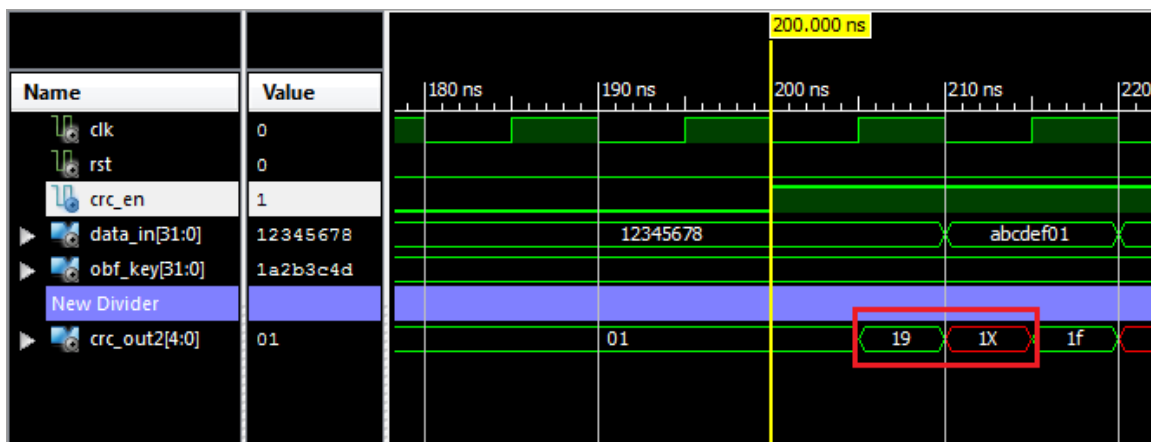 200.000 ns
Name Value |180 ns |190 ns |200 ns |210 ns |220
clk 0
rst 0
crc_en 1
data_in[31:0] 12345678 12345678 abcdef01
obf_key[31:0] 1a2b3c4d
New Divider
crc_out2[4:0] 01 01 19 1X 1f